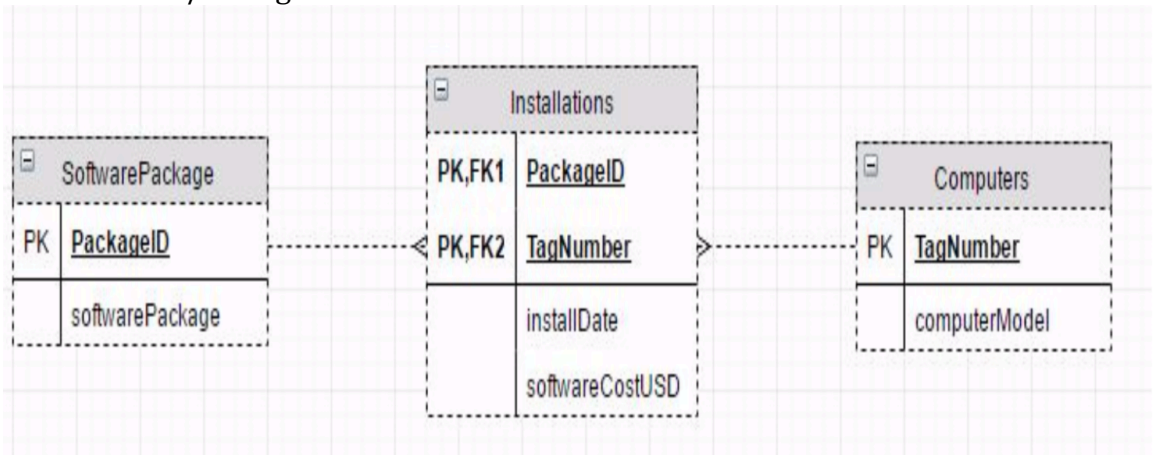 Installations
PK,FK1 PackageID
PK,FK2 TagNumber
installDate
softwareCostUSD
SoftwarePackage
PK PackageID
softwarePackage
Computers
PK TagNumber
computerModel